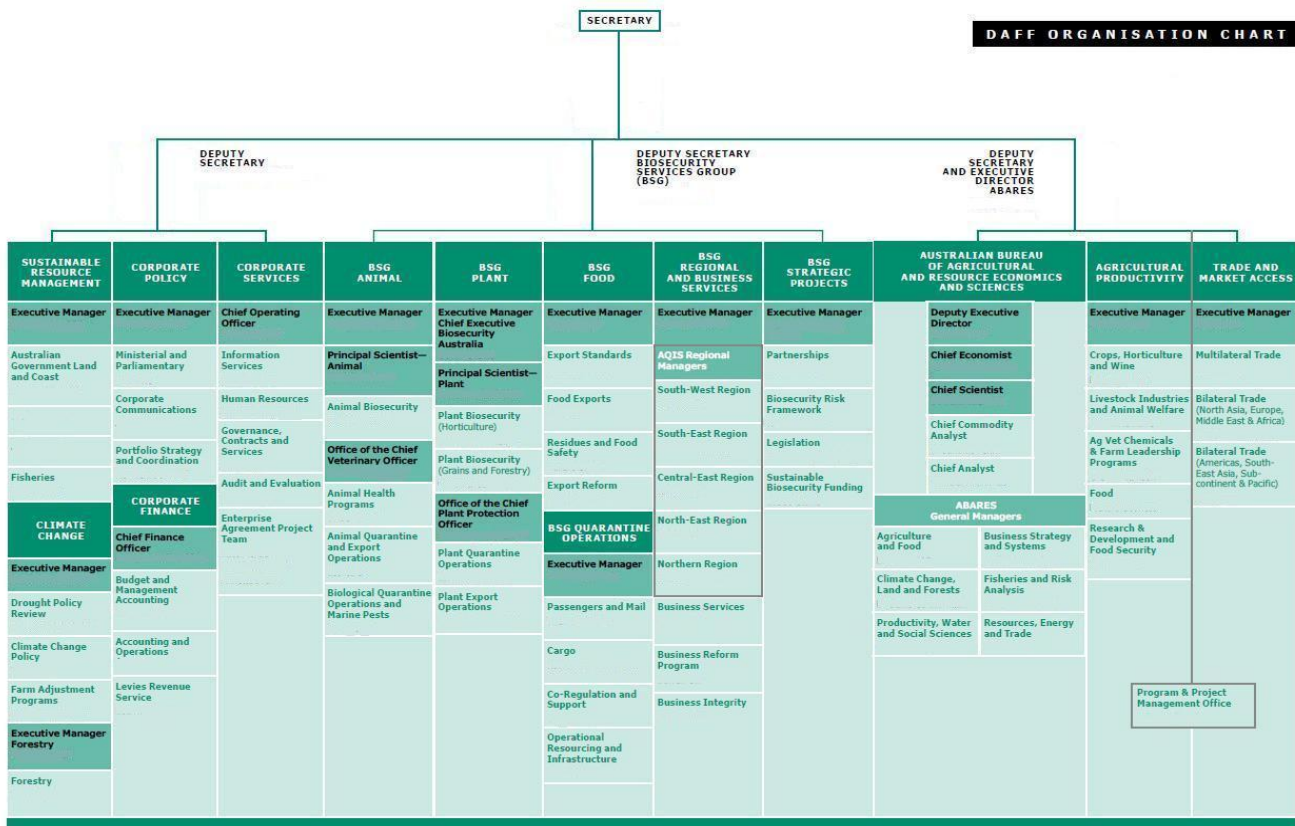 SECRETARY
DAFF ORGANISATION CHART
DEPUTY
SECRETARY
DEPUTY SECRETARY
BIOSECURITY
SERVICES GROUP
(BSG)
DEPUTY
SECRETARY
AND EXECUTIVE
DIRECTOR
ABARES
SUSTAINABLE
RESOURCE
MANAGEMENT
Executive Manager
Australian
Government Land
and Coast
Fisheries
CLIMATE
CHANGE
Executive Manager
Drought Policy
Review
Climate Change
Policy
Farm Adjustment
Programs
Executive Manager
Forestry
Forestry
CORPORATE
POLICY
Executive Manager
Ministerial and
Parliamentary
Corporate
Communications
Portfolio Strategy
and Coordination
CORPORATE
FINANCE
Chief Finance
Officer
Budget and
Management
Accounting
Accounting and
Operations
Levies Revenue
Service
CORPORATE
SERVICES
Chief Operating
Officer
Information
Services
Human Resources
Governance,
Contracts and
Services
Audit and Evaluation
Enterprise
Agreement Project
Team
BSG
ANIMAL
Executive Manager
Principal Scientist—
Animal
Animal Biosecurity
Office of the Chief
Veterinary Officer
Animal Health
Programs
Animal Quarantine
and Export
Operations
Biological Quarantine
Operations and
Marine Pests
BSG
PLANT
Executive Manager
Chief Executive
Biosecurity
Australia
Principal Scientist—
Plant
Plant Biosecurity
(Horticulture)
Plant Biosecurity
(Grains and Forestry)
Office of the Chief
Plant Protection
Officer
Plant Quarantine
Operations
Plant Export
Operations
BSG
FOOD
Executive Manager
Export Standards
Food Exports
Residues and Food
Safety
Export Reform
BSG QUARANTINE
OPERATIONS
Executive Manager
Passengers and Mail
Cargo
Co-Regulation and
Support
Operational
Resourcing and
Infrastructure
BSG
REGIONAL
AND BUSINESS
SERVICES
Executive Manager
AQIS Regional
Managers
South-West Region
South-East Region
Central-East Region
North-East Region
Northern Region
Business Services
Business Reform
Program
Business Integrity
BSG
STRATEGIC
PROJECTS
Executive Manager
Partnerships
Biosecurity Risk
Framework
Legislation
Sustainable
Biosecurity Funding
AUSTRALIAN BUREAU
OF AGRICULTURAL
AND RESOURCE ECONOMICS
AND SCIENCES
Deputy Executive
Director
Chief Economist
Chief Scientist
Chief Commodity
Analyst
Chief Analyst
ABARES
General Managers
Agriculture
and Food
Climate Change,
Land and Forests
Productivity, Water
and Social Sciences
Business Strategy
and Systems
Fisheries and Risk
Analysis
Resources, Energy
and Trade
AGRICULTURAL
PRODUCTIVITY
Executive Manager
Crops, Horticulture
and Wine
Livestock Industries
and Animal Welfare
Ag Vet Chemicals
& Farm Leadership
Programs
Food
Research &
Development and
Food Security
TRADE AND
MARKET ACCESS
Executive Manager
Multilateral Trade
Bilateral Trade
(North Asia, Europe,
Middle East & Africa)
Bilateral Trade
(Americas, South-
East Asia, Sub-
continent & Pacific)
Program & Project
Management Office